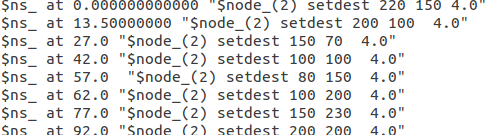 $ns_ at 0.000000000000 "$node_(2) setdest 220 150 4.0"
$ns_ at 13.50000000 "$node_(2) setdest 200 100  4.0"
$ns_ at 27.0 "$node_(2) setdest 150 70  4.0"
$ns_ at 42.0 "$node_(2) setdest 100 100  4.0"
$ns_ at 57.0  "$node_(2) setdest 80 150  4.0"
$ns_ at 62.0 "$node_(2) setdest 100 200  4.0"
$ns_ at 77.0 "$node_(2) setdest 150 230  4.0"
$ns_ at 92.0 "$node_(2) setdest 200 200  4.0"